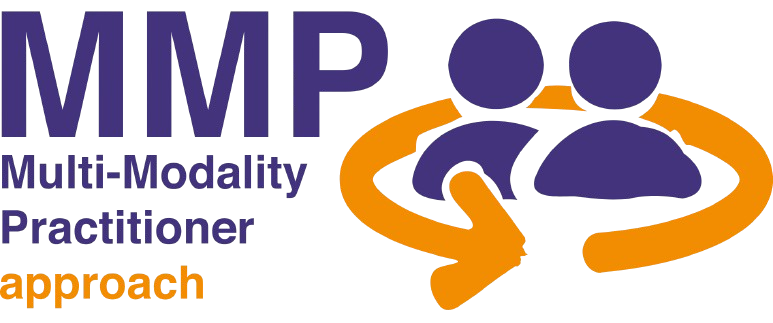 MMP
Multi-Modality
Practitioner
approach